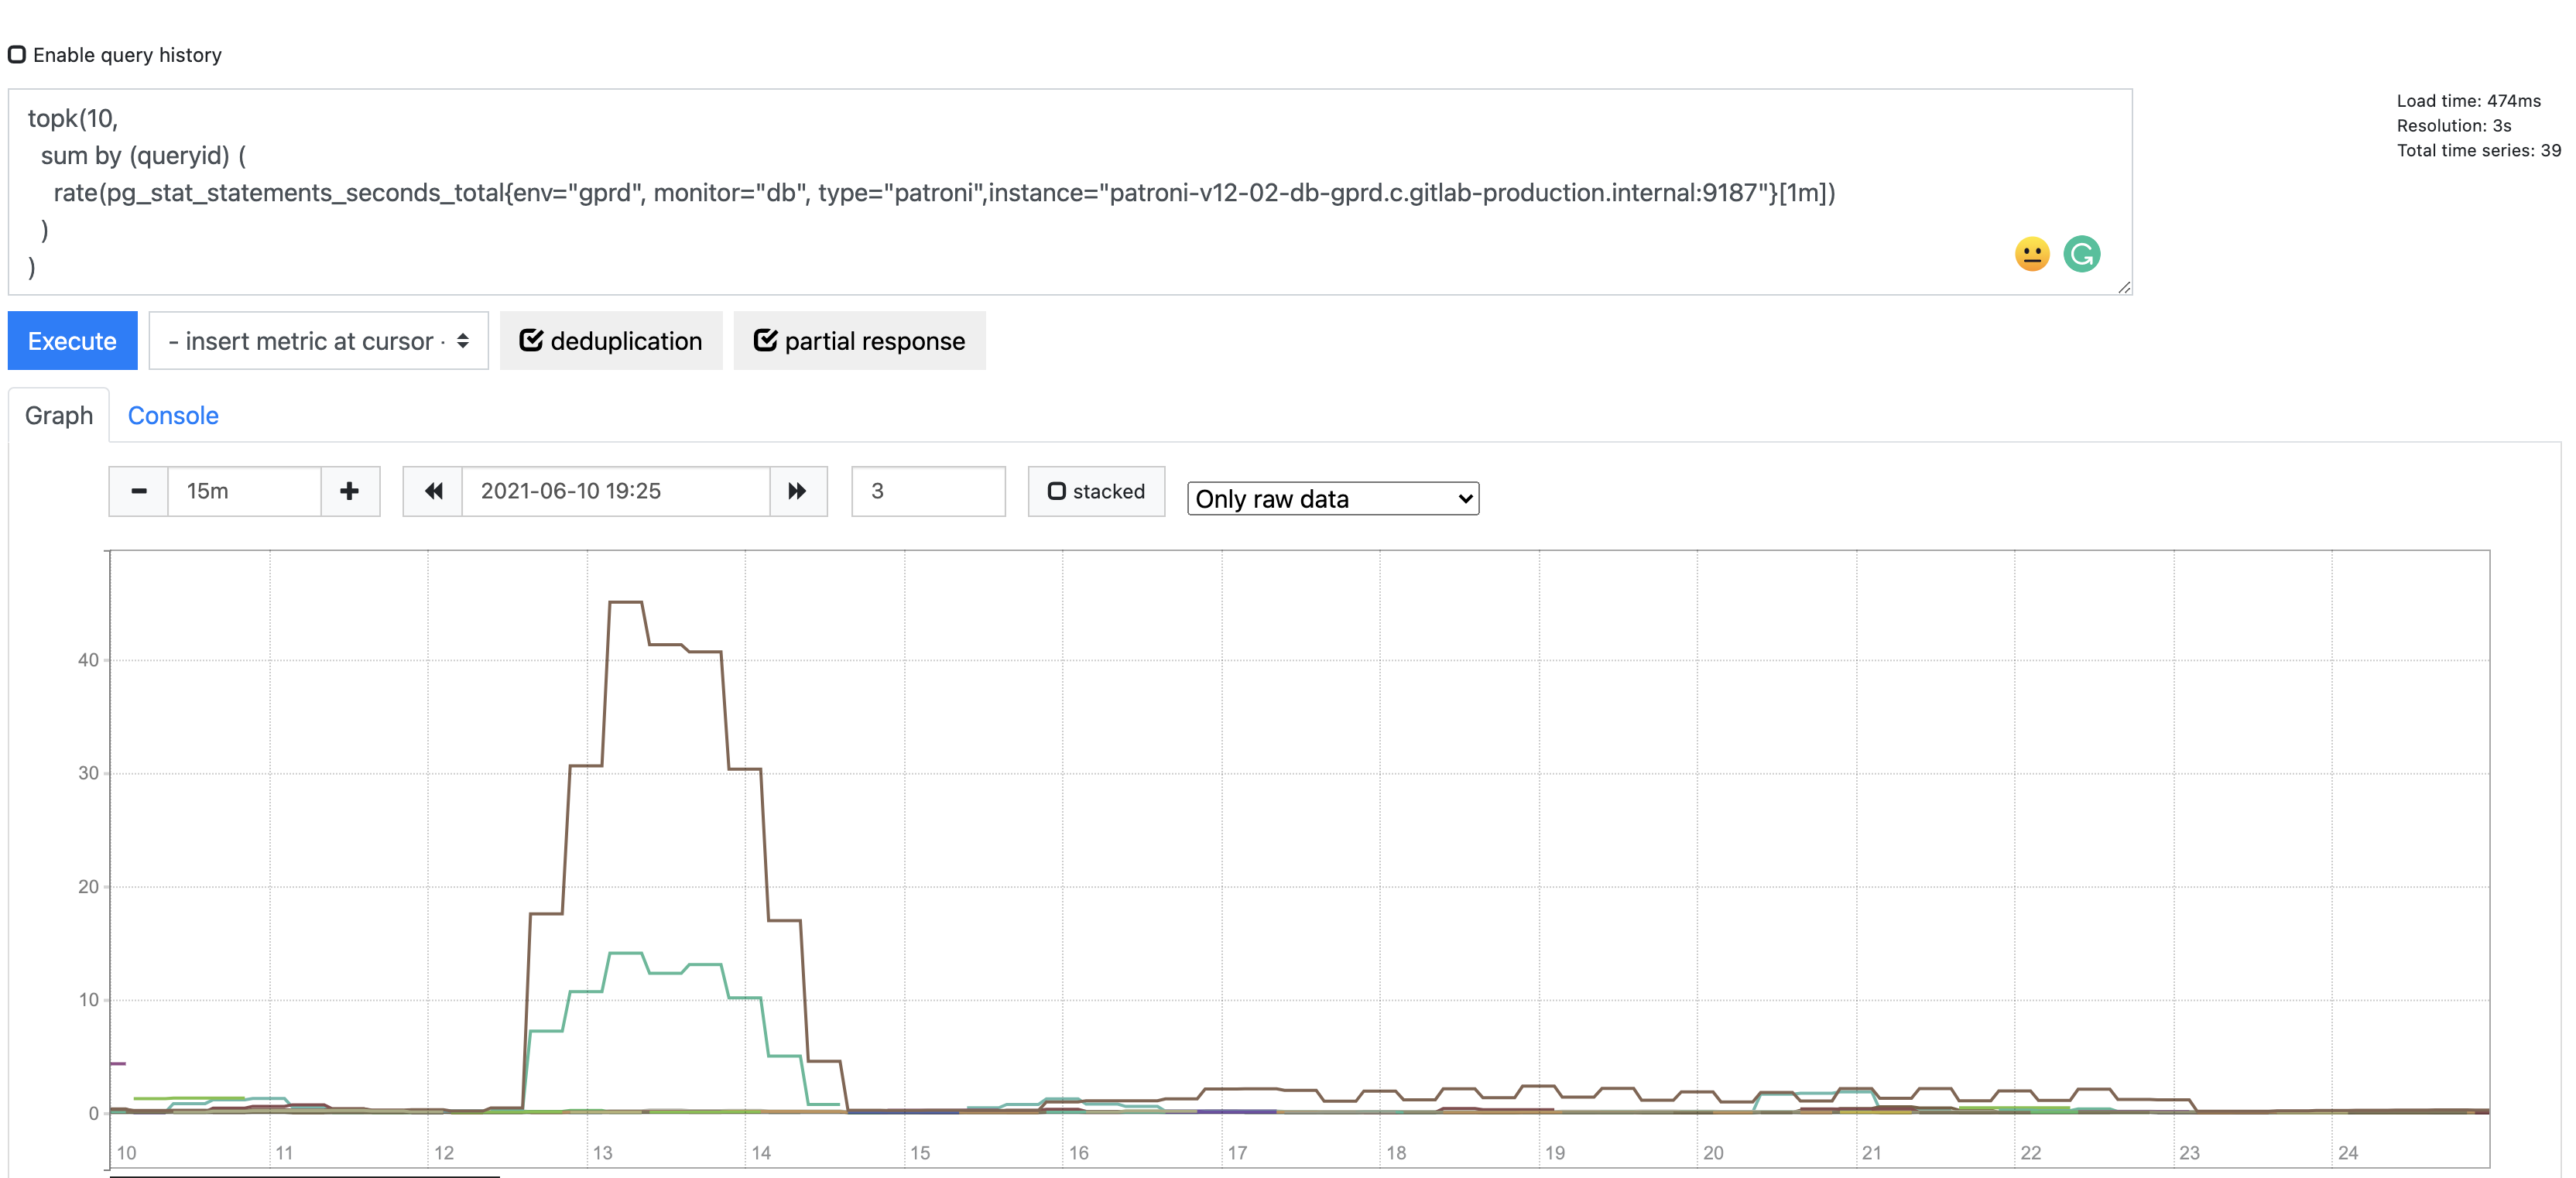 Enable query history
topk(10,
sum by (queryid) (
rate(pg_stat_statements_seconds_total{env="gprd", monitor="db", type="patroni",instance="patroni-v12-02-db-gprd.c.gitlab-production.internal:9187"}[1m])
)
)
Load time: 474ms
Resolution: 3s
Total time series: 39
Execute
- insert metric at cursor -
deduplication
partial response
Graph
Console
15m
2021-06-10 19:25
3
stacked
Only raw data
40
30
20
10
0
10 11 12 13 14 15 16 17 18 19 20 21 22 23 24